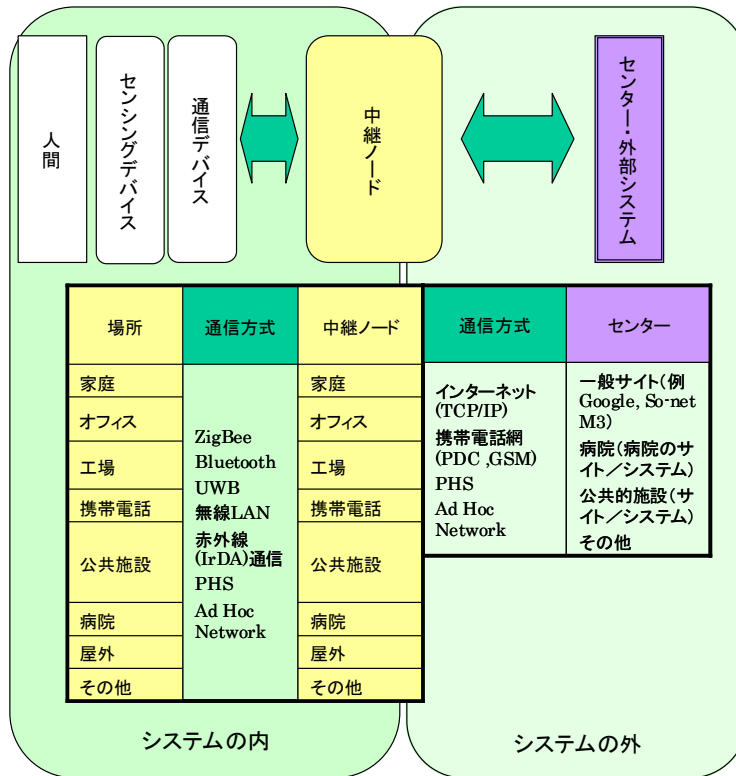 人間
センシングデバイス
通信デバイス
中継ノード
センター・外部システム
場所
通信方式
中継ノード
通信方式
センター
家庭
オフィス
工場
携帯電話
公共施設
病院
屋外
その他
ZigBee
Bluetooth
UWB
無線LAN
赤外線
(IrDA)通信
PHS
Ad Hoc
Network
家庭
オフィス
工場
携帯電話
公共施設
病院
屋外
その他
インターネット
(TCP/IP)
携帯電話網
(PDC ,GSM)
PHS
Ad Hoc
Network
一般サイト(例
Google, So-net
M3)
病院(病院のサ
イト/システム)
公共的施設(サ
イト/システム)
その他
システムの内
システムの外